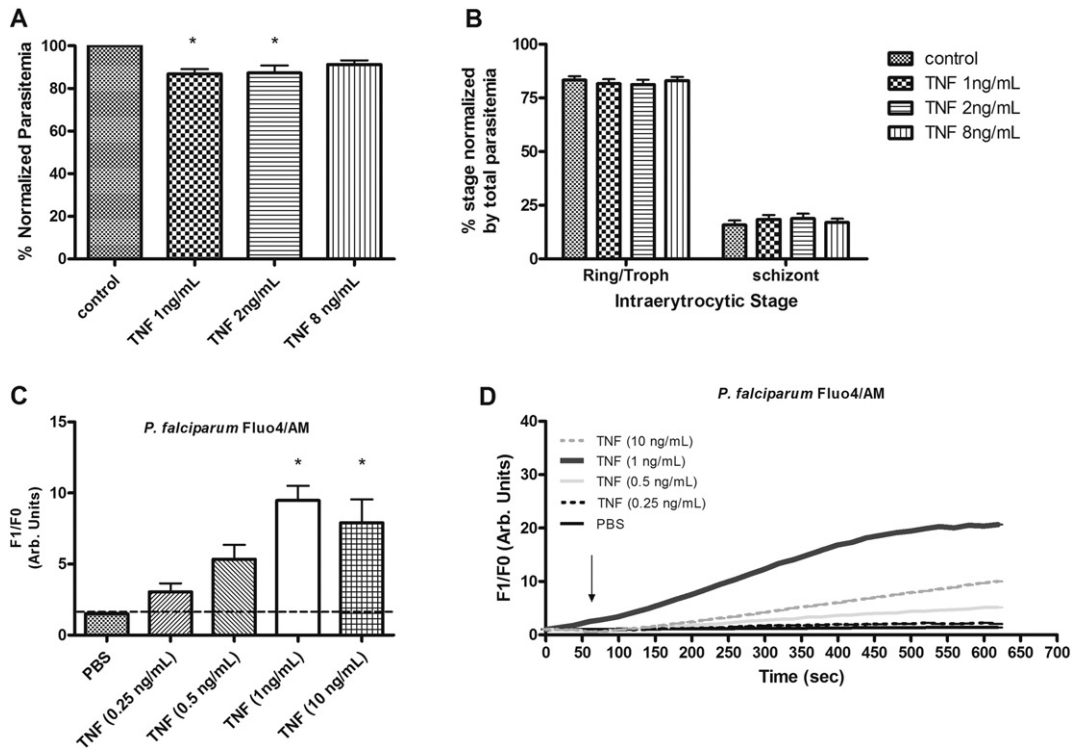 A
% Normalized Parasitemia
100
80
60
40
20
0
*
*
control
TNF 1ng/mL
TNF 2ng/mL
TNF 8 ng/mL
B
% stage normalized
by total parasitemia
100
75
50
25
0
Ring/Troph
schizont
Intraerytrocytic Stage
control
TNF 1ng/mL
TNF 2ng/mL
TNF 8ng/mL
C
P. falciparum Fluo4/AM
F1/F0
(Arb. Units)
15
10
5
0
*
*
PBS
TNF (0.25 ng/mL)
TNF (0.5 ng/mL)
TNF (1ng/mL)
TNF (10 ng/mL)
D
P. falciparum Fluo4/AM
F1/F0 (Arb. Units)
40
30
20
10
0
TNF (10 ng/mL)
TNF (1 ng/mL)
TNF (0.5 ng/mL)
TNF (0.25 ng/mL)
PBS
0 50 100 150 200 250 300 350 400 450 500 550 600 650 700
Time (sec)